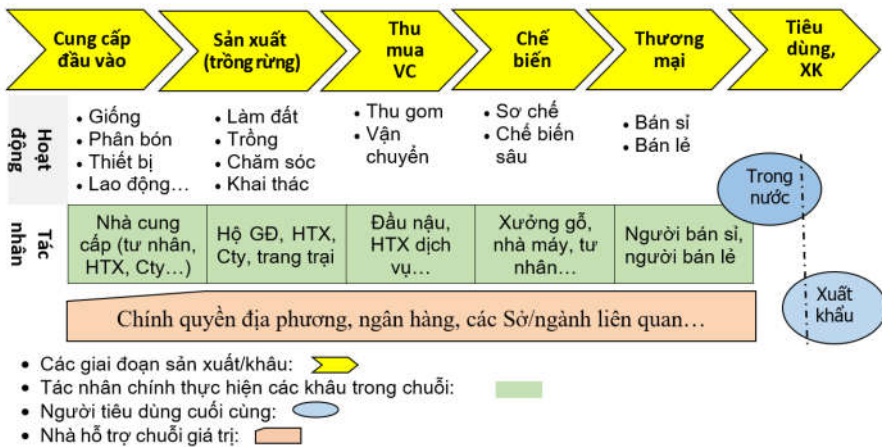 Cung cấp
đầu vào
Sản xuất
(trồng rừng)
Thu
mua
VC
Chế
biến
Thương
mại
Tiêu
dùng,
XK
Hoạt
động
• Giống
• Phân bón
• Thiết bị
• Lao động…
• Làm đất
• Trồng
• Chăm sóc
• Khai thác
• Thu gom
• Vận
chuyển
• Sơ chế
• Chế biến
sâu
• Bán sỉ
• Bán lẻ
Trong
nước
Tác
nhân
Nhà cung
cấp (tư nhân,
HTX, Cty…)
Hộ GĐ, HTX,
Cty, trang trại
Đầu nậu,
HTX dịch
vụ…
Xưởng gỗ,
nhà máy, tư
nhân…
Người bán sỉ,
người bán lẻ
Xuất
khẩu
Chính quyền địa phương, ngân hàng, các Sở/ngành liên quan…
• Các giai đoạn sản xuất/khâu:
• Tác nhân chính thực hiện các khâu trong chuỗi:
• Người tiêu dùng cuối cùng:
• Nhà hỗ trợ chuỗi giá trị: